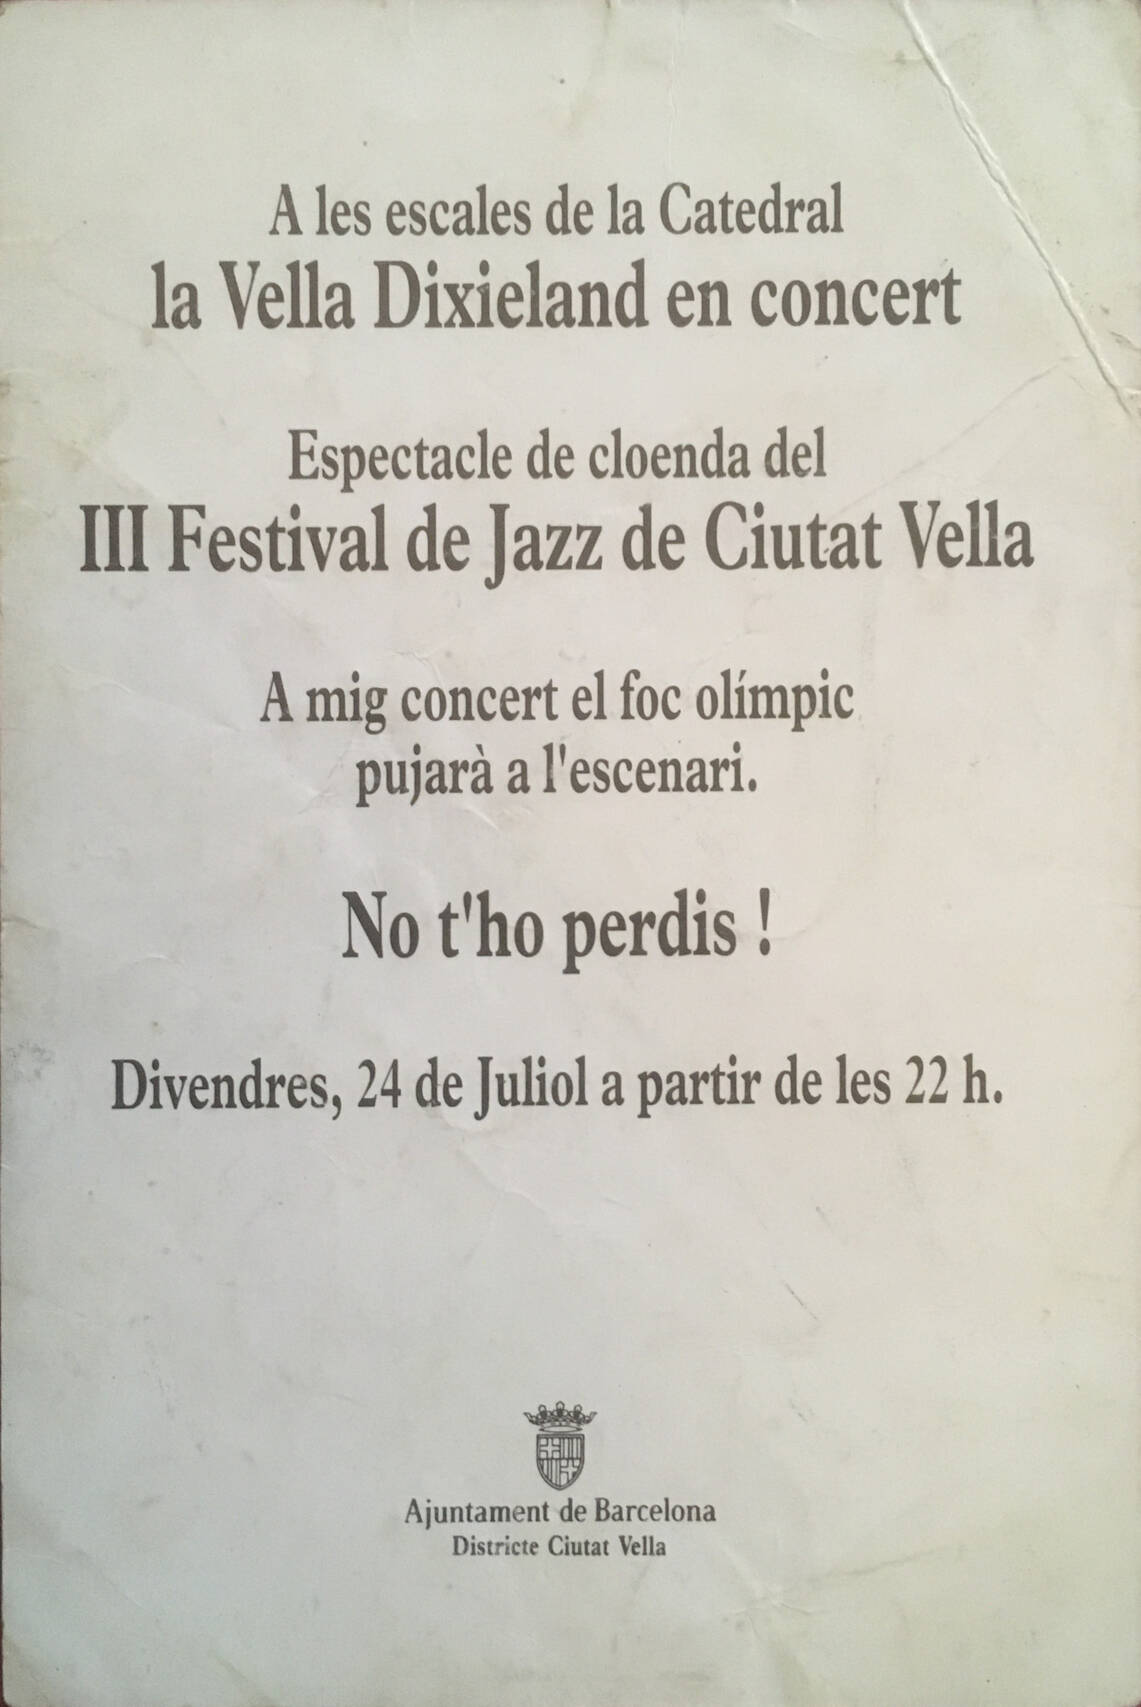 A les escales de la Catedral
la Vella Dixieland en concert
Espectacle de cloenda del
III Festival de Jazz de Ciutat Vella
A mig concert el foc olímpic
pujarà a l'escenari.
No t'ho perdis !
Divendres, 24 de Juliol a partir de les 22 h.
Ajuntament de Barcelona
Districte Ciutat Vella